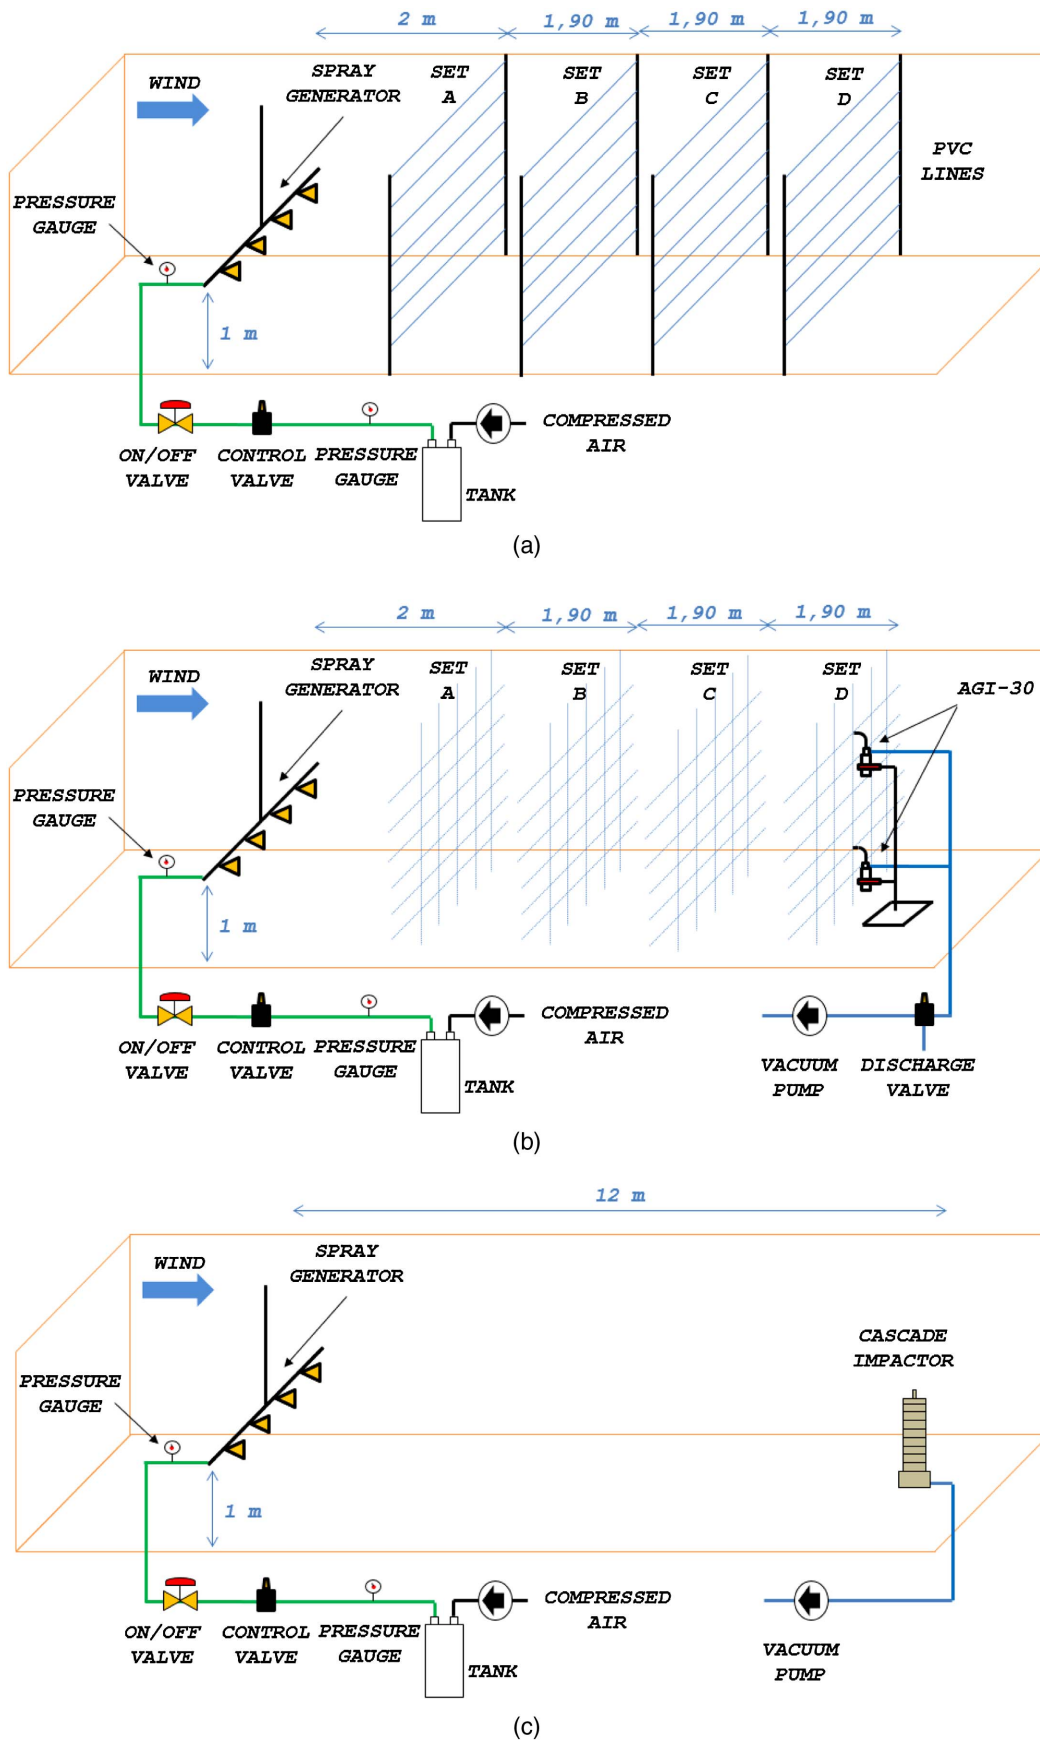 2 m 1,90 m 1,90 m 1,90 m
WIND
SPRAY
GENERATOR
SET
A
SET
B
SET
C
SET
D
PVC
LINES
PRESSURE
GAUGE
1 m
ON/OFF
VALVE
CONTROL
VALVE
PRESSURE
GAUGE
TANK
COMPRESSED
AIR
(a)
2 m 1,90 m 1,90 m 1,90 m
WIND
SPRAY
GENERATOR
SET
A
SET
B
SET
C
SET
D
AGI-30
PRESSURE
GAUGE
1 m
ON/OFF
VALVE
CONTROL
VALVE
PRESSURE
GAUGE
TANK
COMPRESSED
AIR
VACUUM
PUMP
DISCHARGE
VALVE
(b)
12 m
WIND
SPRAY
GENERATOR
CASCADE
IMPACTOR
PRESSURE
GAUGE
1 m
ON/OFF
VALVE
CONTROL
VALVE
PRESSURE
GAUGE
TANK
COMPRESSED
AIR
VACUUM
PUMP
(c)